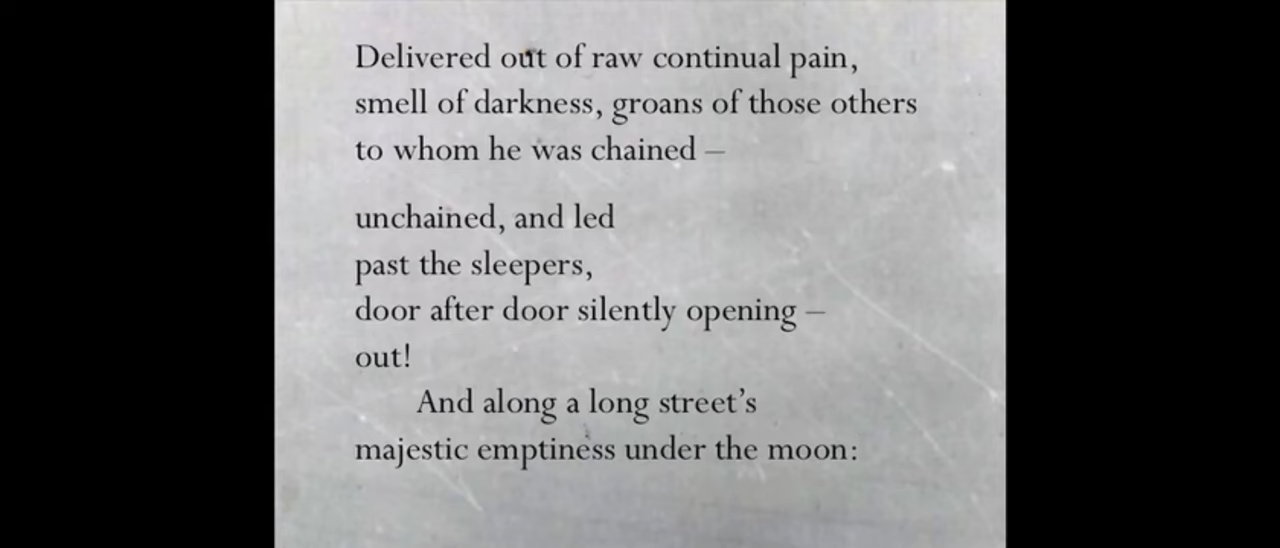 Delivered out of raw continual pain,
smell of darkness, groans of those others
to whom he was chained –
unchained, and led
past the sleepers,
door after door silently opening –
out!
And along a long street’s
majestic emptiness under the moon: